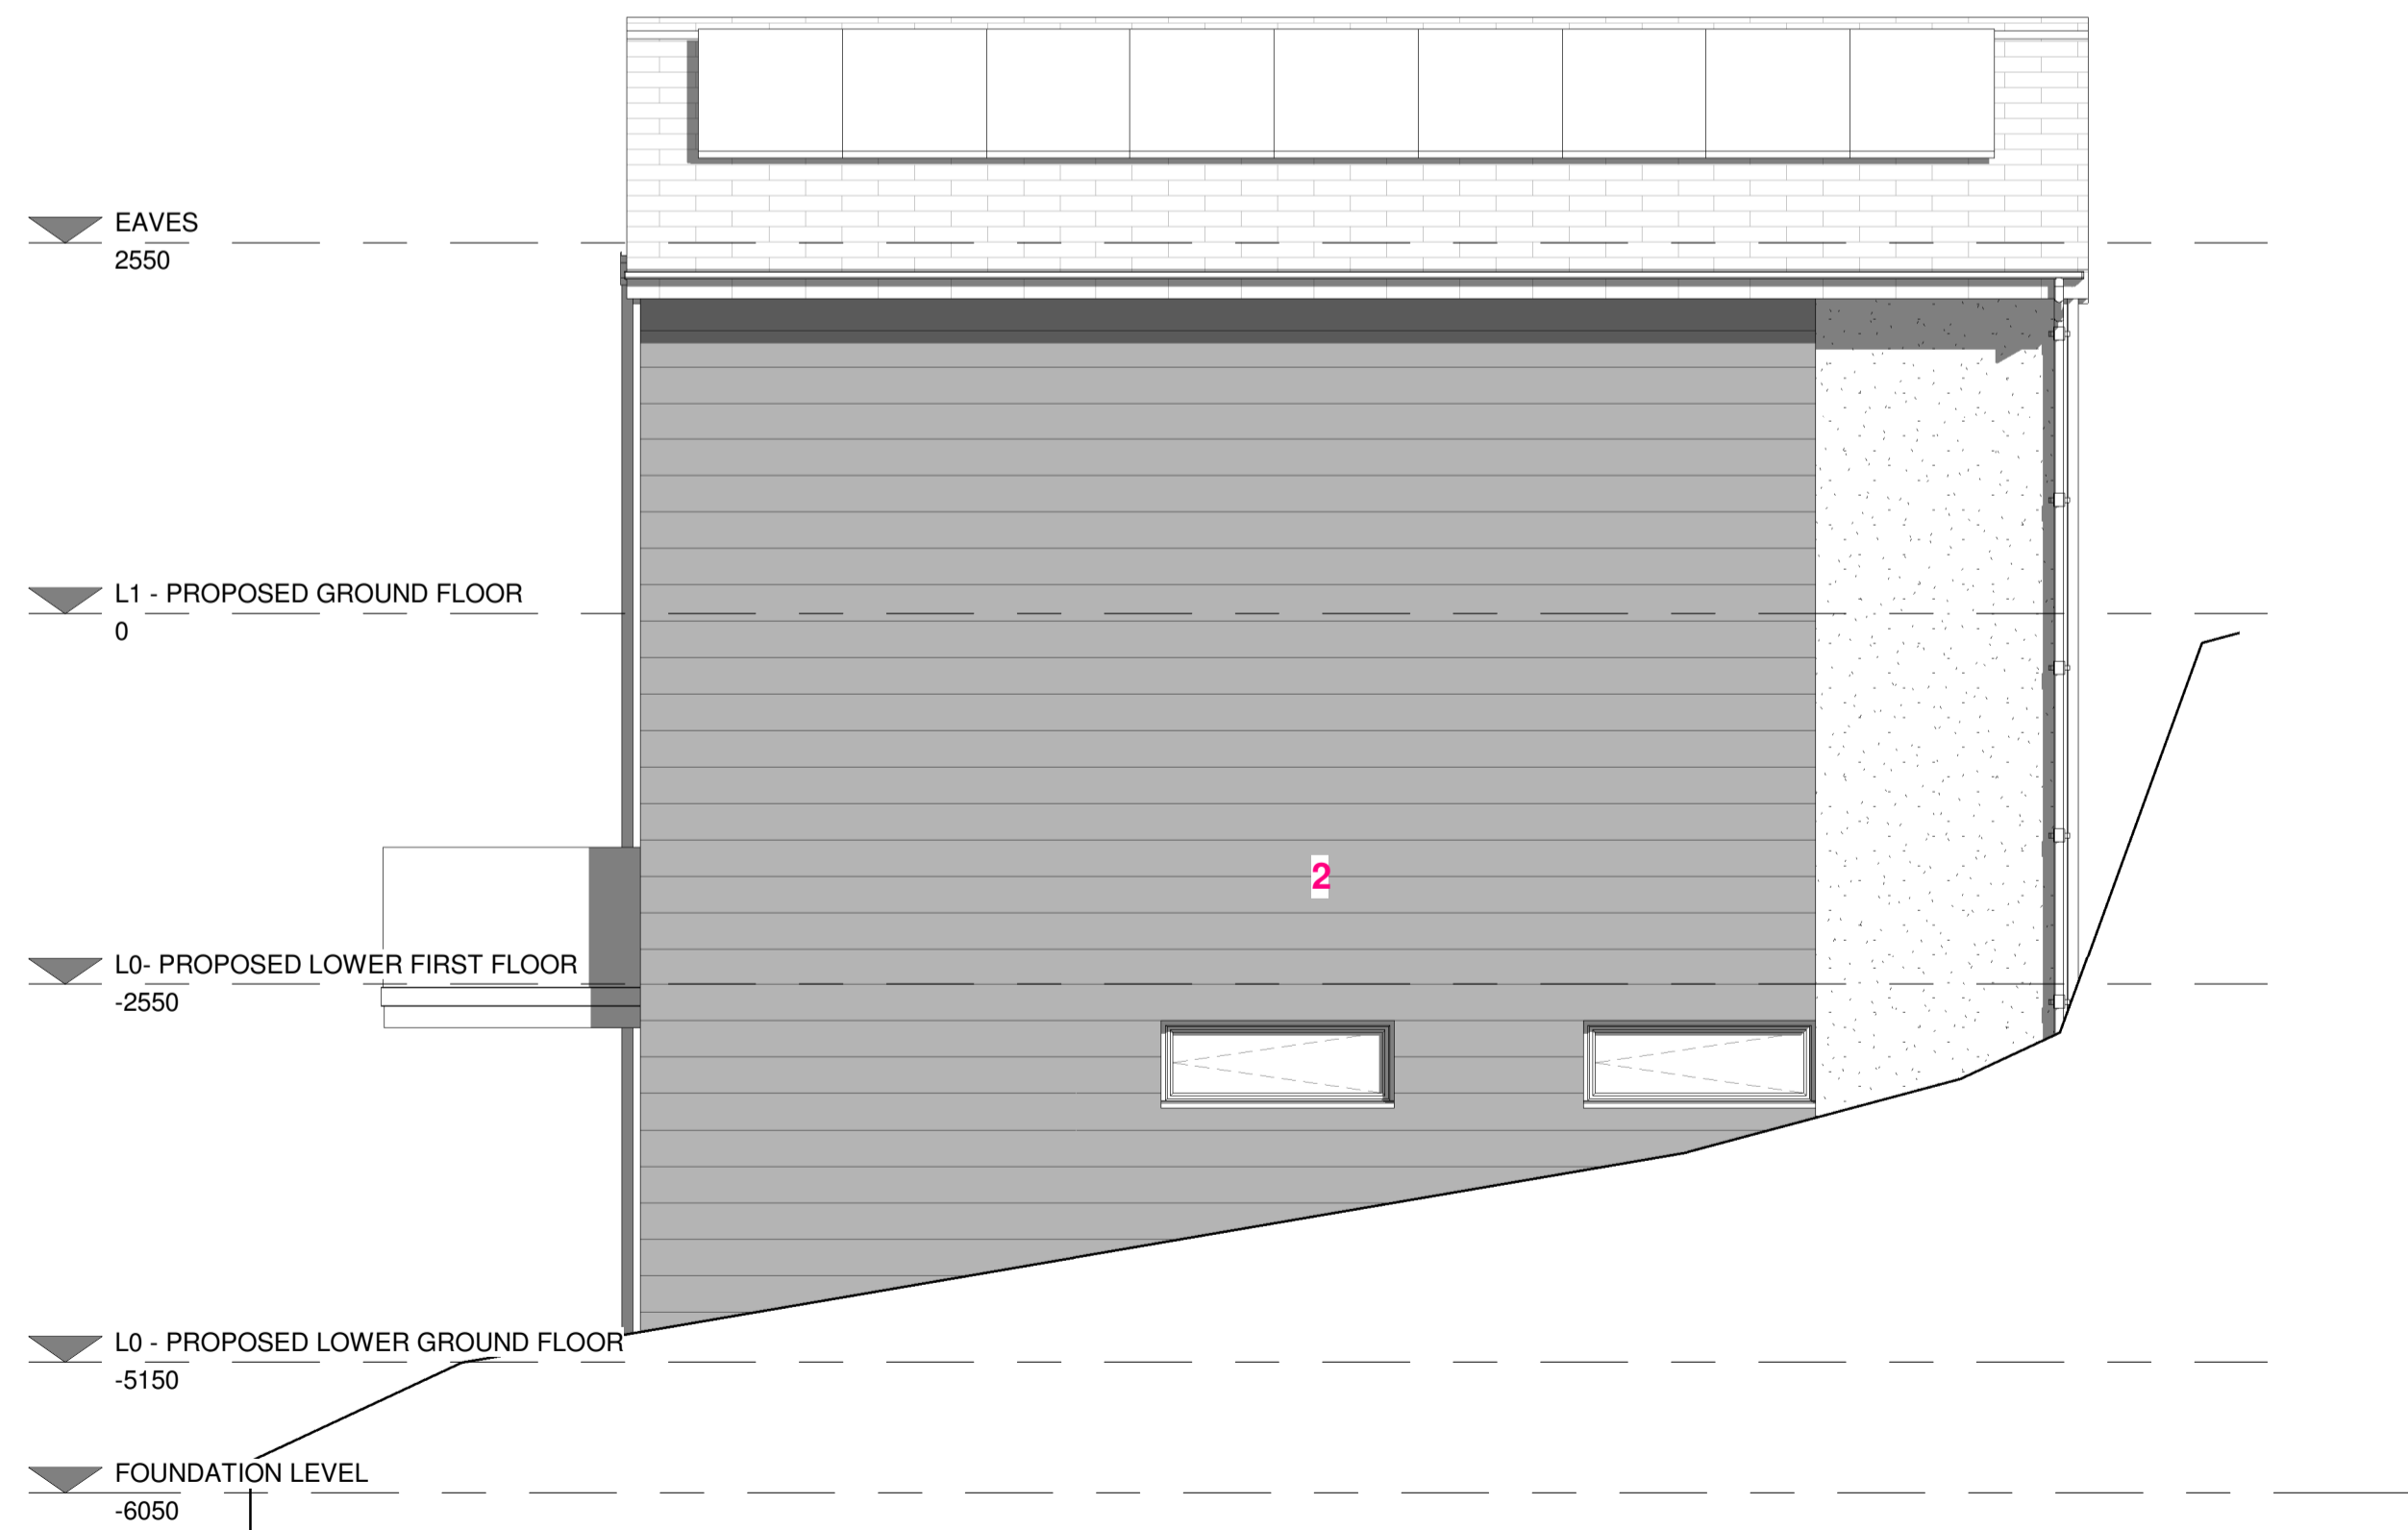 EAVES
2550
L1 - PROPOSED GROUND FLOOR
0
2
L0- PROPOSED LOWER FIRST FLOOR
-2550
L0 - PROPOSED LOWER GROUND FLOOR
-5150
FOUNDATION LEVEL
-6050